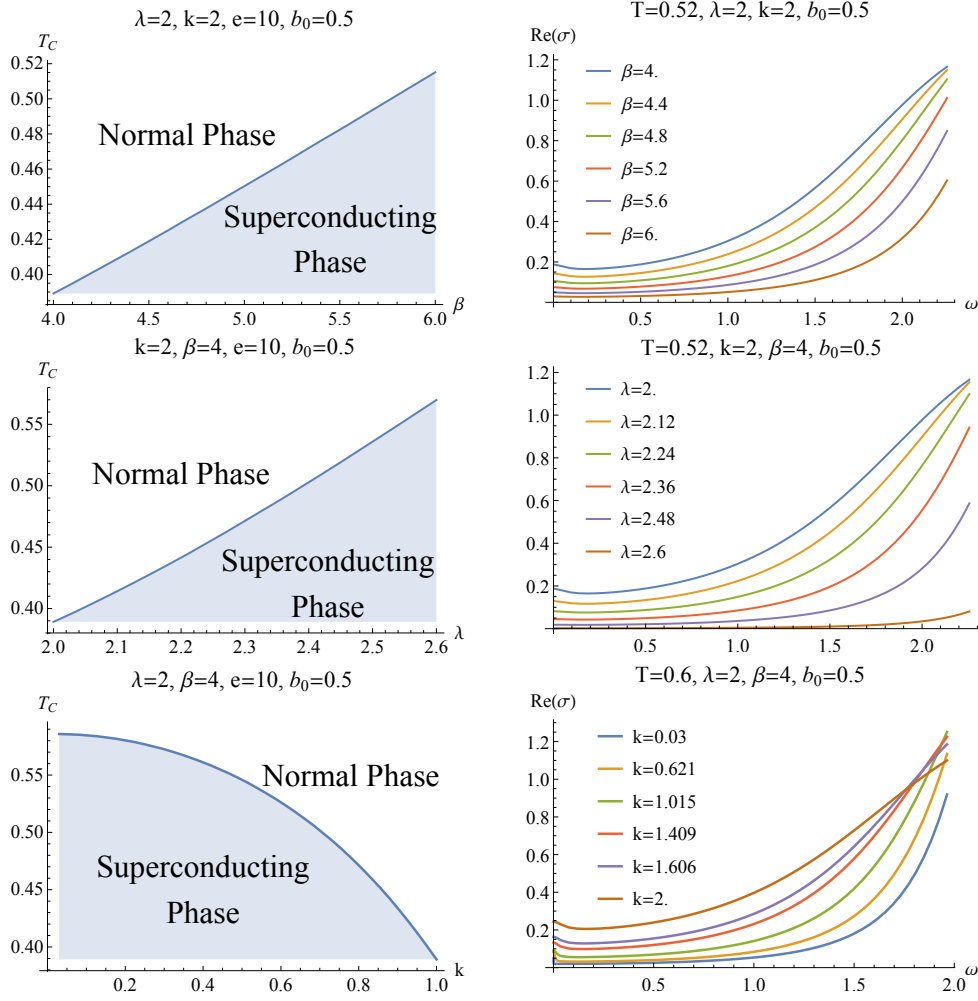 λ=2, k=2, e=10, b₀=0.5
T_C
0.52
0.50
0.48
0.46
0.44
0.42
0.40
Normal Phase
Superconducting
Phase
4.0 4.5 5.0 5.5 6.0
β
T=0.52, λ=2, k=2, b₀=0.5
Re(σ)
1.2
1.0
0.8
0.6
0.4
0.2
β=4.
β=4.4
β=4.8
β=5.2
β=5.6
β=6.
0.5 1.0 1.5 2.0
ω
k=2, β=4, e=10, b₀=0.5
T_C
0.55
0.50
0.45
0.40
Normal Phase
Superconducting
Phase
2.0 2.1 2.2 2.3 2.4 2.5 2.6
λ
T=0.52, k=2, β=4, b₀=0.5
Re(σ)
1.2
1.0
0.8
0.6
0.4
0.2
λ=2.
λ=2.12
λ=2.24
λ=2.36
λ=2.48
λ=2.6
0.5 1.0 1.5 2.0
ω
λ=2, β=4, e=10, b₀=0.5
T_C
0.55
0.50
0.45
0.40
Normal Phase
Superconducting
Phase
0.2 0.4 0.6 0.8 1.0
k
T=0.6, λ=2, β=4, b₀=0.5
Re(σ)
1.2
1.0
0.8
0.6
0.4
0.2
k=0.03
k=0.621
k=1.015
k=1.409
k=1.606
k=2.
0.0 0.5 1.0 1.5 2.0
ω